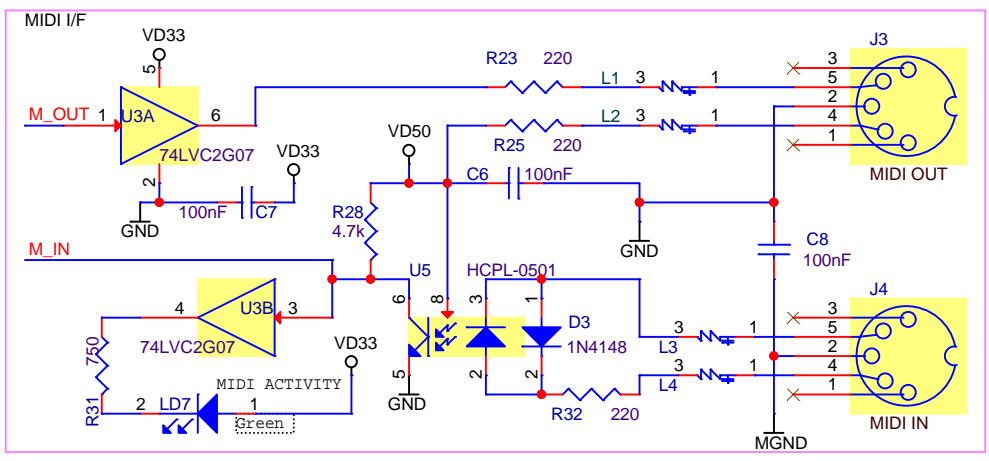 MIDI I/F
VD33
J3
R23 220
L1 3 1
3
5
2
4
1
5
M_OUT 1 U3A 6
74LVC2G07
2
VD50
VD33
L2 3 1
R25 220
C6 100nF
MIDI OUT
100nF C7
GND
R28
4.7k
GND
C8
100nF
M_IN
U5 HCPL-0501
6 8 3 1
4 U3B 3
74LVC2G07
D3
1N4148
J4
3
5
2
4
1
3 1
L3
3 1
L4
750
R31
VD33
5 2 2
GND
R32 220
MIDI ACTIVITY
2 LD7 1
Green
MGND
MIDI IN